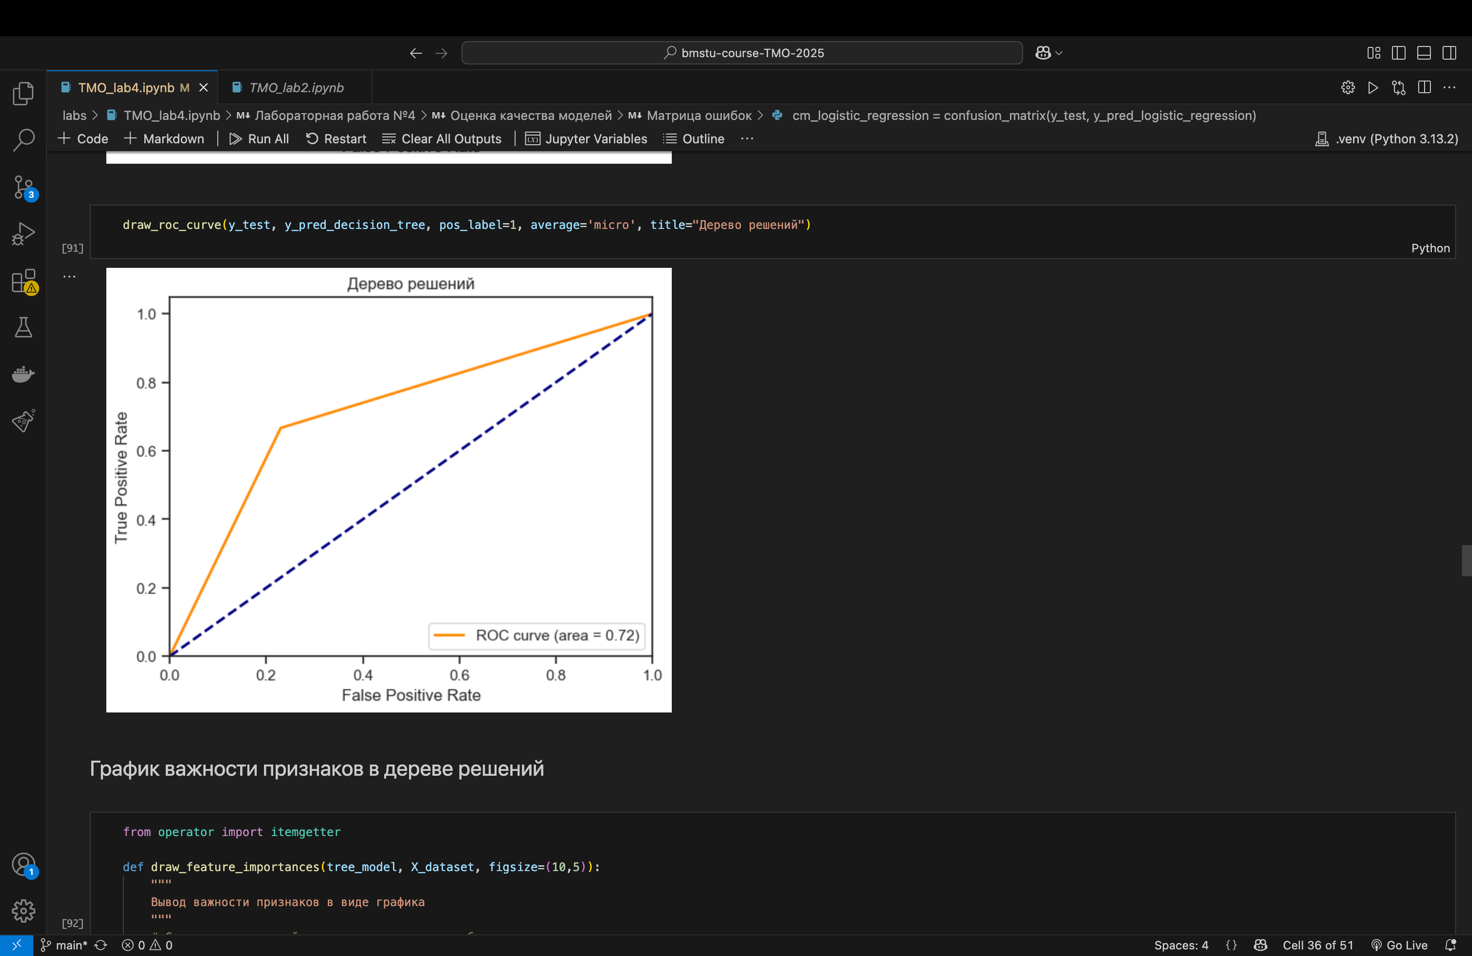 bmstu-course-TMO-2025
TMO_lab4.ipynb M
TMO_lab2.ipynb
labs > TMO_lab4.ipynb > M↓ Лабораторная работа №4 > M↓ Оценка качества моделей > M↓ Матрица ошибок > cm_logistic_regression = confusion_matrix(y_test, y_pred_logistic_regression)
+ Code + Markdown Run All Restart Clear All Outputs Jupyter Variables Outline ···
.venv (Python 3.13.2)
3
draw_roc_curve(y_test, y_pred_decision_tree, pos_label=1, average='micro', title="Дерево решений")
[91]
Python
...
Дерево решений
1.0
0.8
0.6
0.4
0.2
0.0
True Positive Rate
ROC curve (area = 0.72)
0.0 0.2 0.4 0.6 0.8 1.0
False Positive Rate
График важности признаков в дереве решений
from operator import itemgetter
def draw_feature_importances(tree_model, X_dataset, figsize=(10,5)):
"""
Вывод важности признаков в виде графика
"""
[92]
1
main* 0 0
Spaces: 4 {} Cell 36 of 51 Go Live